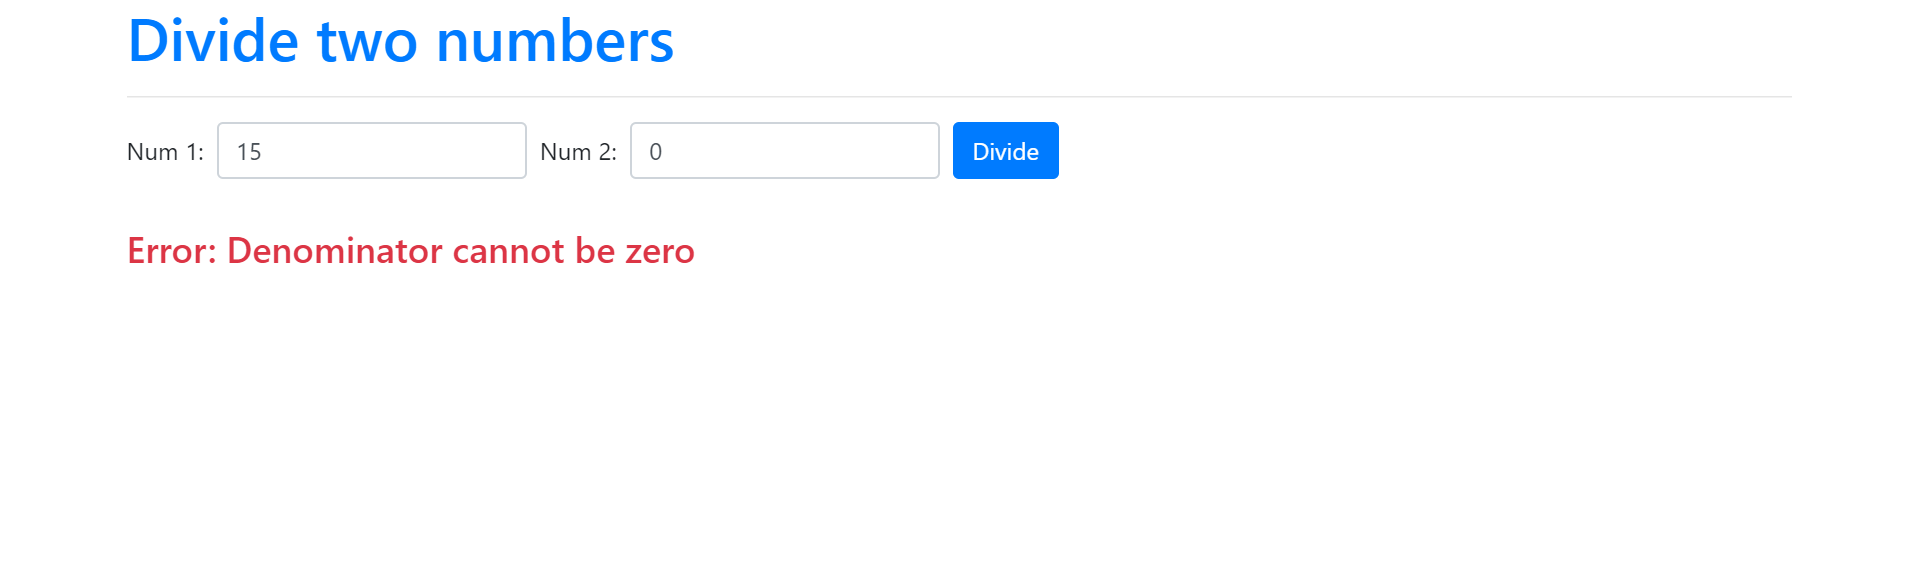 Divide two numbers
Num 1: 15 Num 2: 0 Divide
Error: Denominator cannot be zero